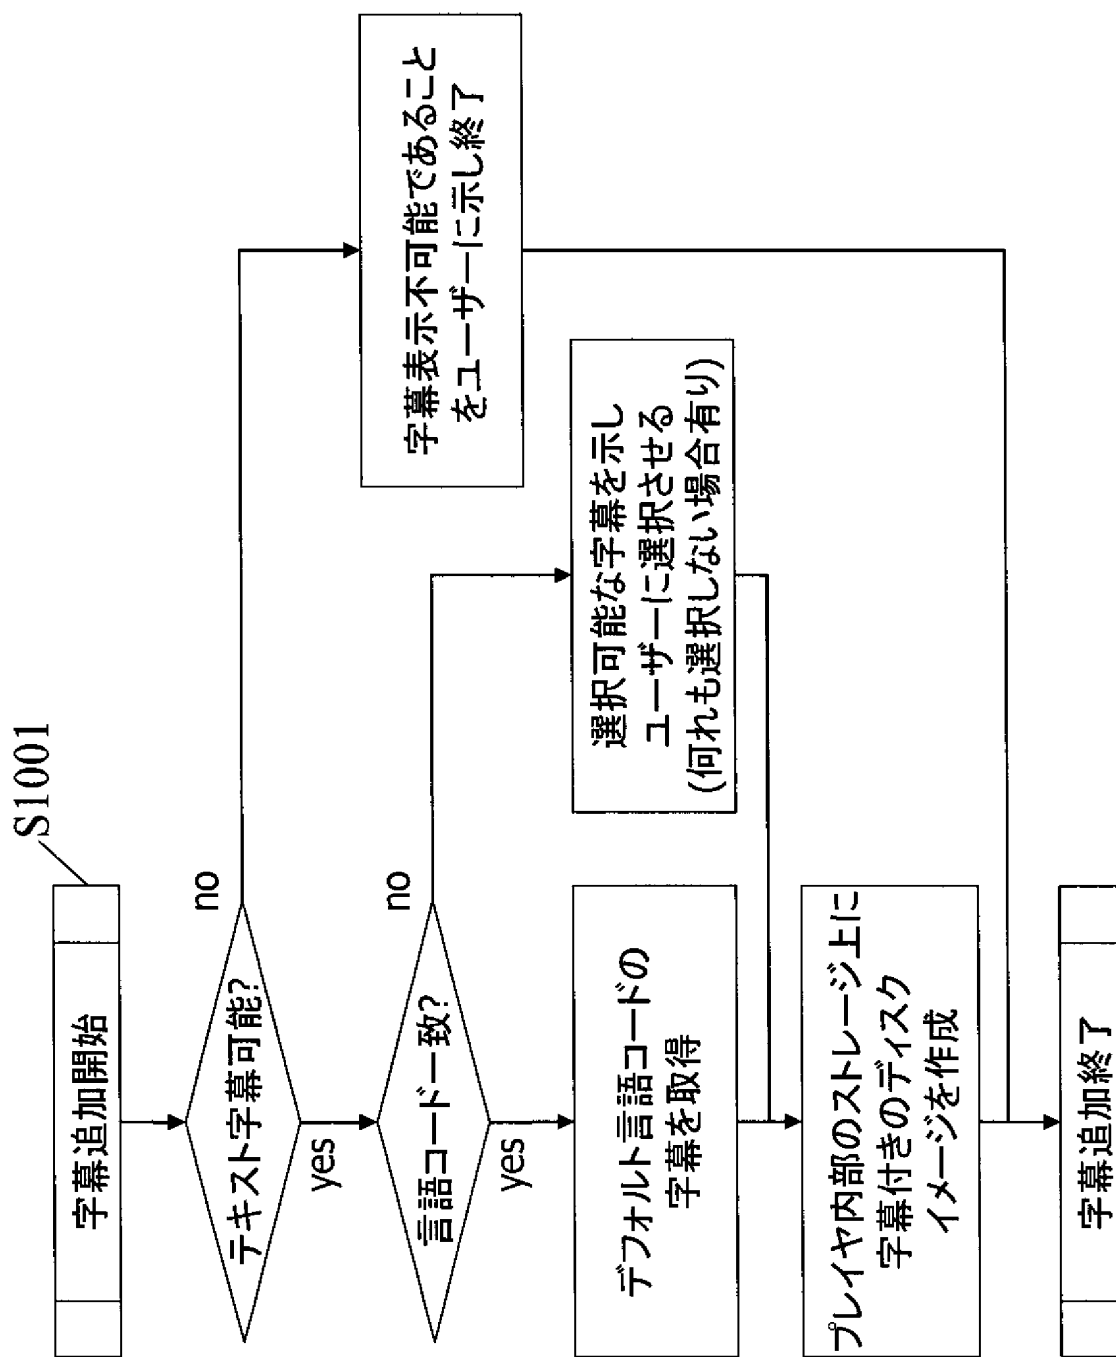 S1001
字幕追加開始
テキスト字幕可能?
no
yes
字幕表示不可能であること
をユーザーに示し終了
言語コード一致?
no
yes
選択可能な字幕を示し
ユーザーに選択させる
(何れも選択しない場合有り)
デフォルト言語コードの
字幕を取得
プレイヤ内部のストレージ上に
字幕付きのディスク
イメージを作成
字幕追加終了